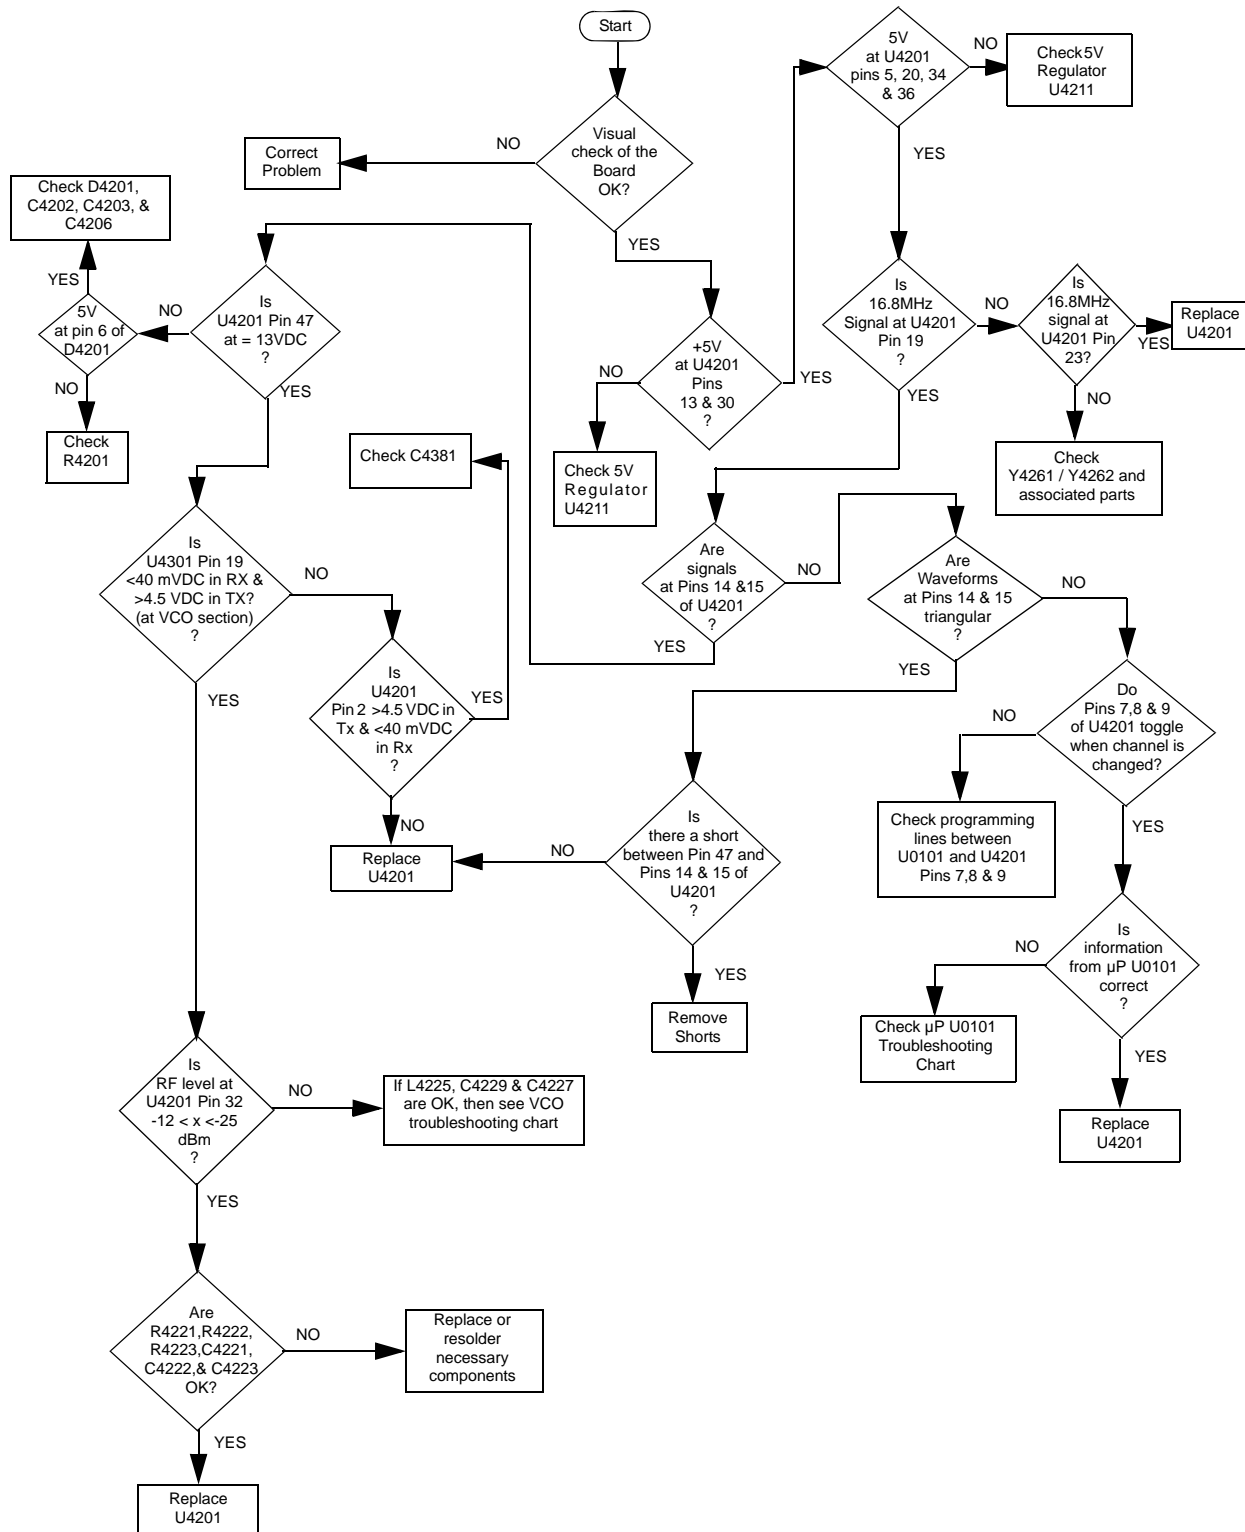 Start
5V
at U4201
pins 5, 20, 34
& 36
NO
Check 5V
Regulator
U4211
YES
Visual
check of the
Board
OK?
NO
Correct
Problem
YES
Check D4201,
C4202, C4203, &
C4206
YES
5V
at pin 6 of
D4201
NO
Is
U4201 Pin 47
at = 13VDC
?
NO
Check
R4201
YES
+5V
at U4201
Pins
13 & 30
?
NO
YES
Check 5V
Regulator
U4211
Is
16.8MHz
Signal at U4201
Pin 19
?
NO
YES
Is
16.8MHz
signal at
U4201 Pin
23?
YES
Replace
U4201
NO
Check
Y4261 / Y4262 and
associated parts
Check C4381
Is
U4301 Pin 19
<40 mVDC in RX &
>4.5 VDC in TX?
(at VCO section)
?
NO
YES
Are
signals
at Pins 14 &15
of U4201
?
NO
YES
Are
Waveforms
at Pins 14 & 15
triangular
?
NO
YES
Is
U4201
Pin 2 >4.5 VDC in
Tx & <40 mVDC
in Rx
?
YES
NO
Replace
U4201
Do
Pins 7,8 & 9
of U4201 toggle
when channel is
changed?
NO
YES
Check programming
lines between
U0101 and U4201
Pins 7,8 & 9
Is
there a short
between Pin 47 and
Pins 14 & 15 of
U4201
?
NO
YES
Remove
Shorts
Is
information
from µP U0101
correct
?
NO
YES
Check µP U0101
Troubleshooting
Chart
Replace
U4201
Is
RF level at
U4201 Pin 32
-12 < x <-25
dBm
?
NO
If L4225, C4229 & C4227
are OK, then see VCO
troubleshooting chart
YES
Are
R4221,R4222,
R4223,C4221,
C4222,& C4223
OK?
NO
Replace or
resolder
necessary
components
YES
Replace
U4201